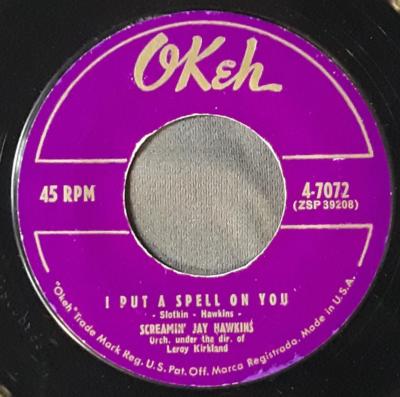 OKeh
45 RPM
4-7072
(ZSP 39208)
I PUT A SPELL ON YOU
- Slotkin - Hawkins -
SCREAMIN' JAY HAWKINS
Orch. under the dir. of
Leroy Kirkland
"Okeh" Trade Mark Reg. U.S. Pat. Off. Marca Registrada. Made in U.S.A.